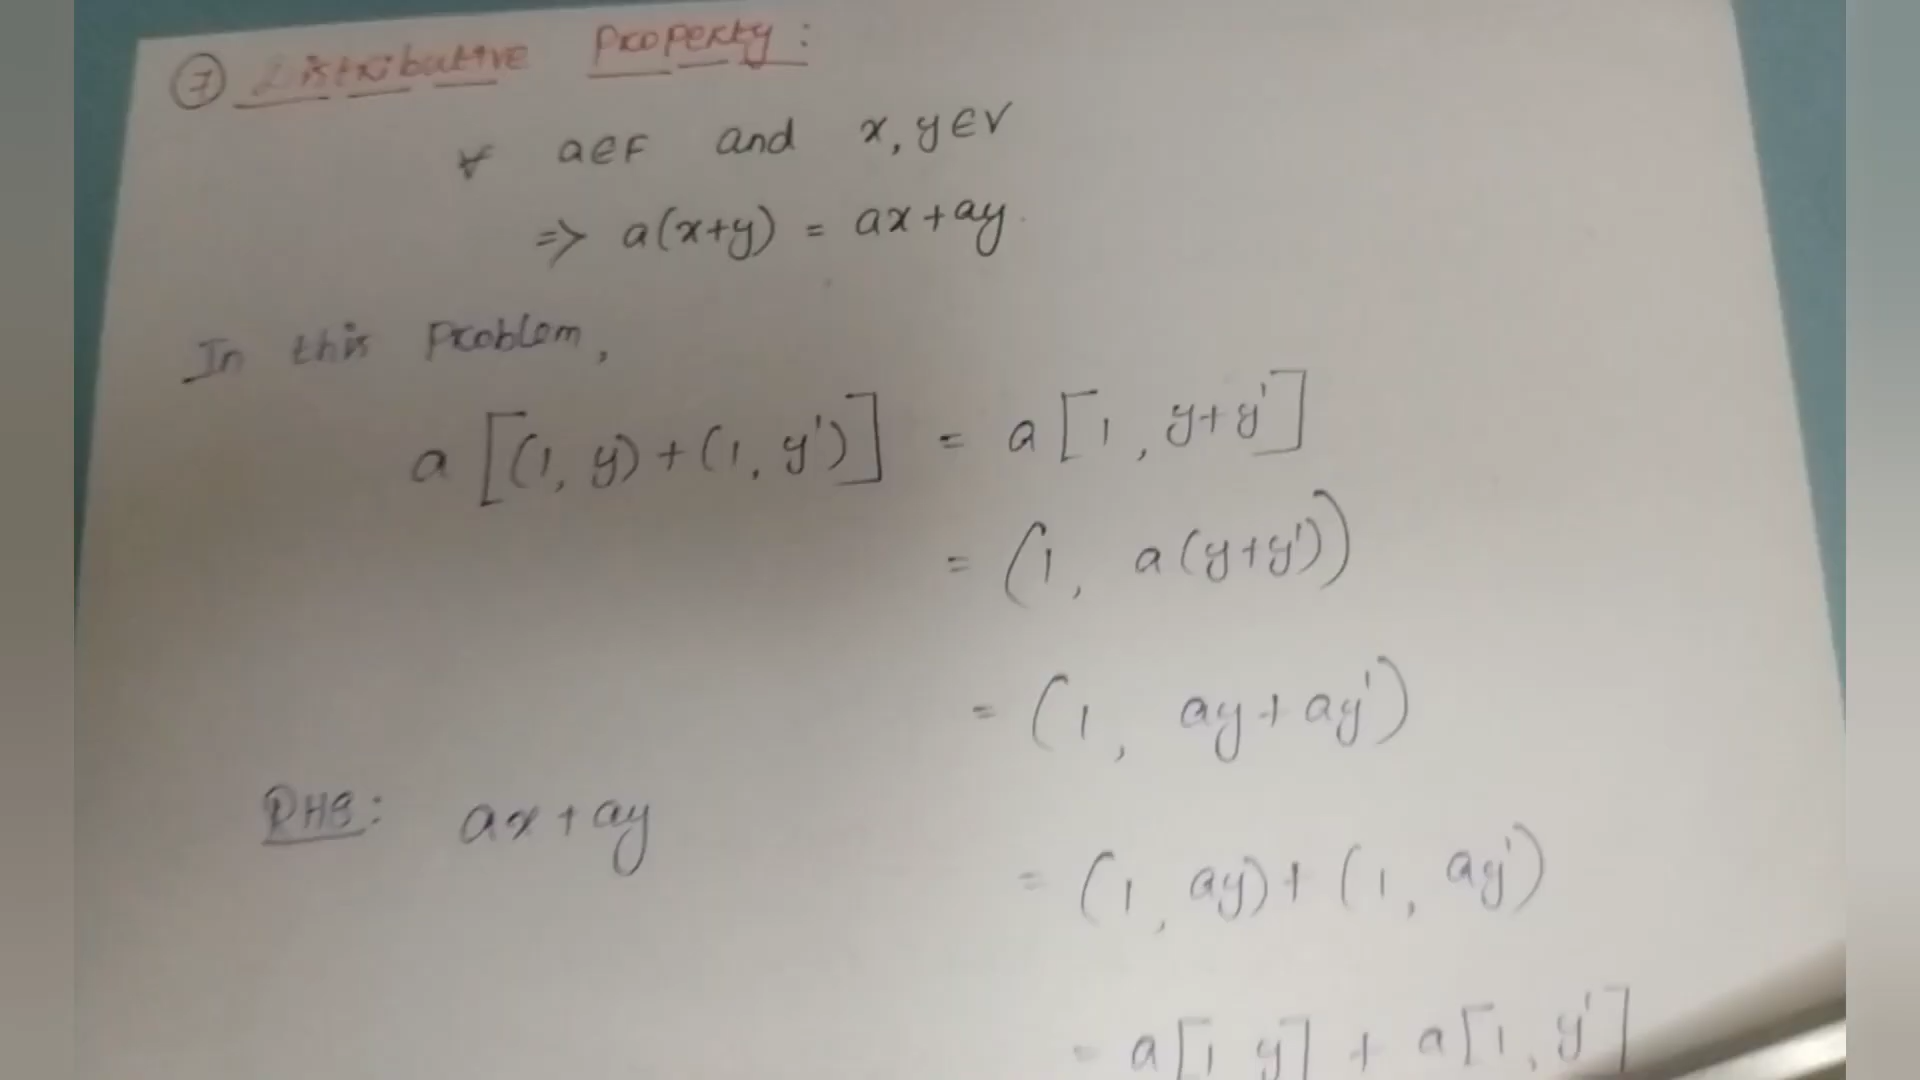 ⑦ Distributive Property:
∀ a∈F and x, y∈V
=> a(x+y) = ax+ay.
In this Problem,
a[(1, y)+(1, y')] = a[1, y+y']
= (1, a(y+y'))
= (1, ay+ay')
RHS: ax+ay
= (1, ay)+(1, ay')
= a[1 y] + a[1, y']